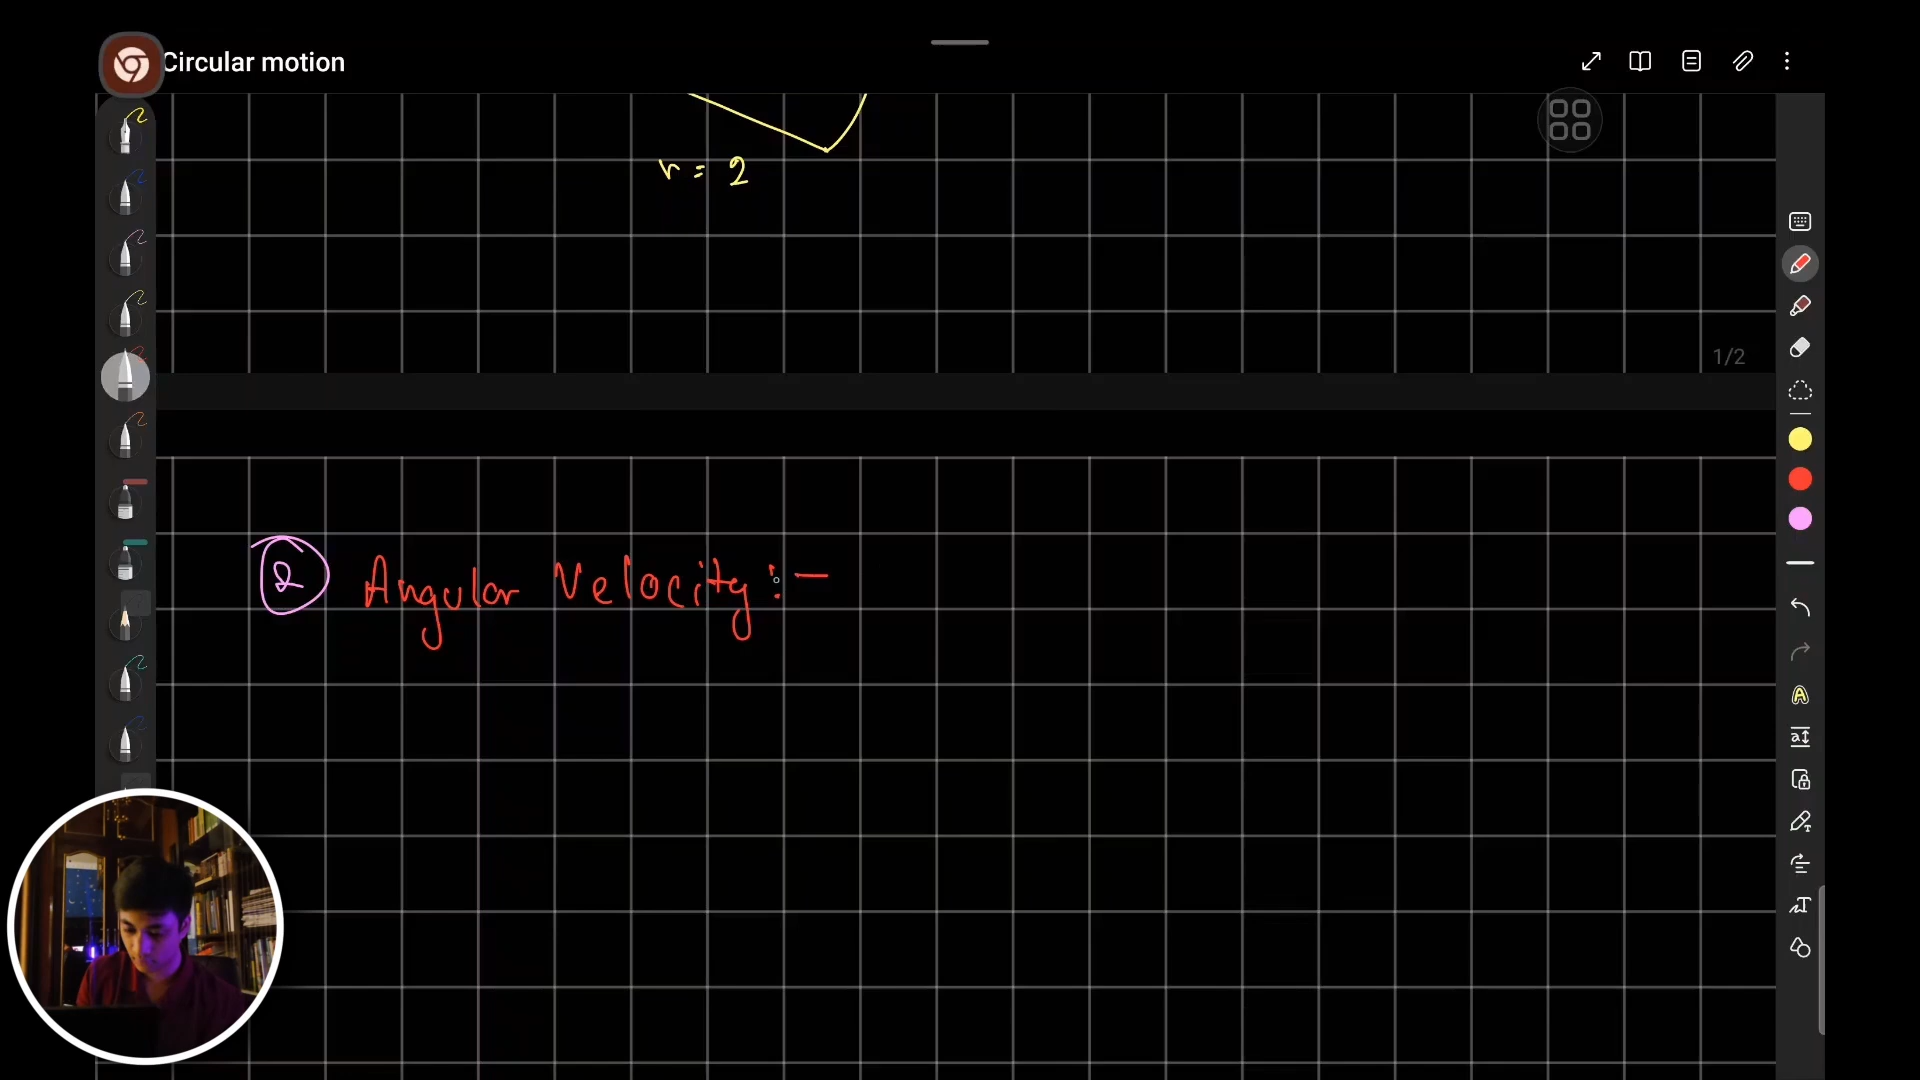 Circular motion
r = 2
1/2
2 Angular Velocity :-